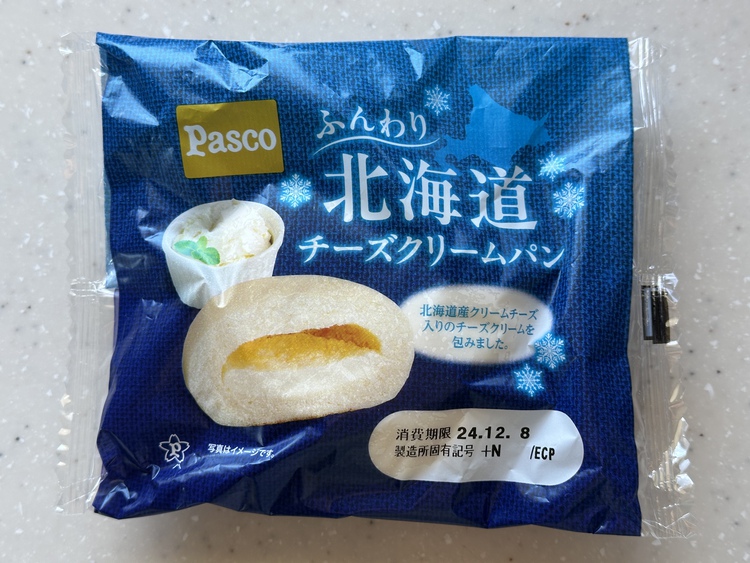 Pasco
ふんわり
北海道
チーズクリームパン
北海道産クリームチーズ
入りのチーズクリームを
包みました。
消費期限 24.12. 8
製造所固有記号 +N /ECP
P
写真はイメージです。